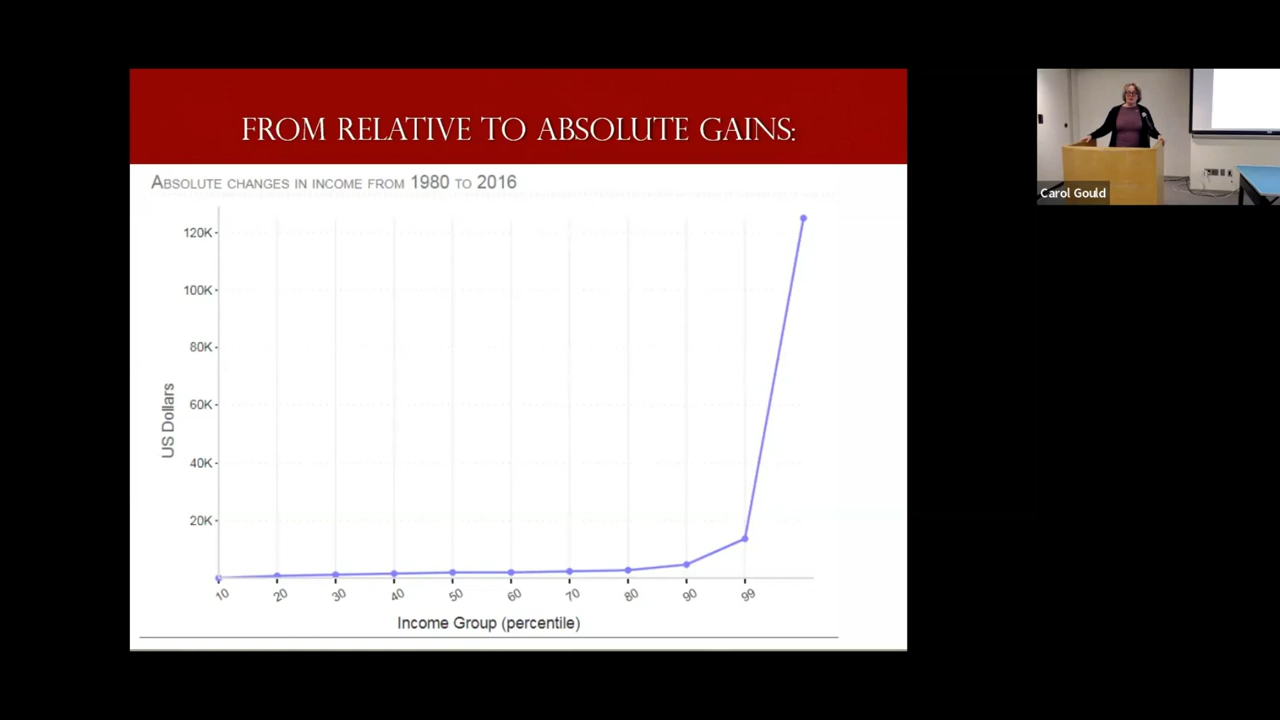 FROM RELATIVE TO ABSOLUTE GAINS:
ABSOLUTE CHANGES IN INCOME FROM 1980 TO 2016
120K
100K
80K
60K
40K
20K
US Dollars
10 20 30 40 50 60 70 80 90 99
Income Group (percentile)
Carol Gould